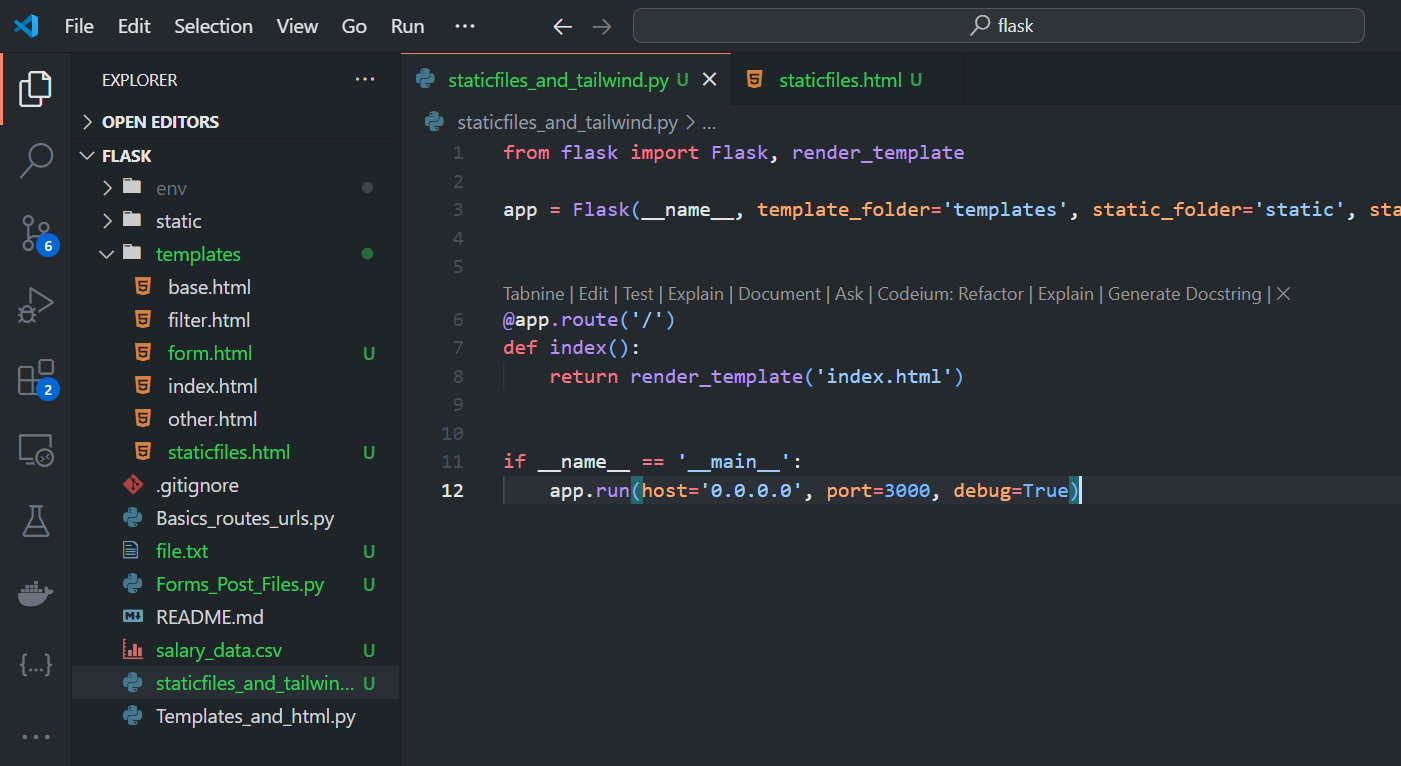 File Edit Selection View Go Run ... flask
EXPLORER ...
OPEN EDITORS
FLASK
env
static
templates
base.html
filter.html
form.html U
index.html
other.html
staticfiles.html U
.gitignore
Basics_routes_urls.py
file.txt U
Forms_Post_Files.py U
README.md
salary_data.csv U
staticfiles_and_tailwin... U
Templates_and_html.py
6
2
{...}
...
staticfiles_and_tailwind.py U staticfiles.html U
staticfiles_and_tailwind.py > ...
1 from flask import Flask, render_template
2
3 app = Flask(__name__, template_folder='templates', static_folder='static', sta
4
5
Tabnine | Edit | Test | Explain | Document | Ask | Codeium: Refactor | Explain | Generate Docstring | ×
6 @app.route('/')
7 def index():
8 return render_template('index.html')
9
10
11 if __name__ == '__main__':
12 app.run(host='0.0.0.0', port=3000, debug=True)